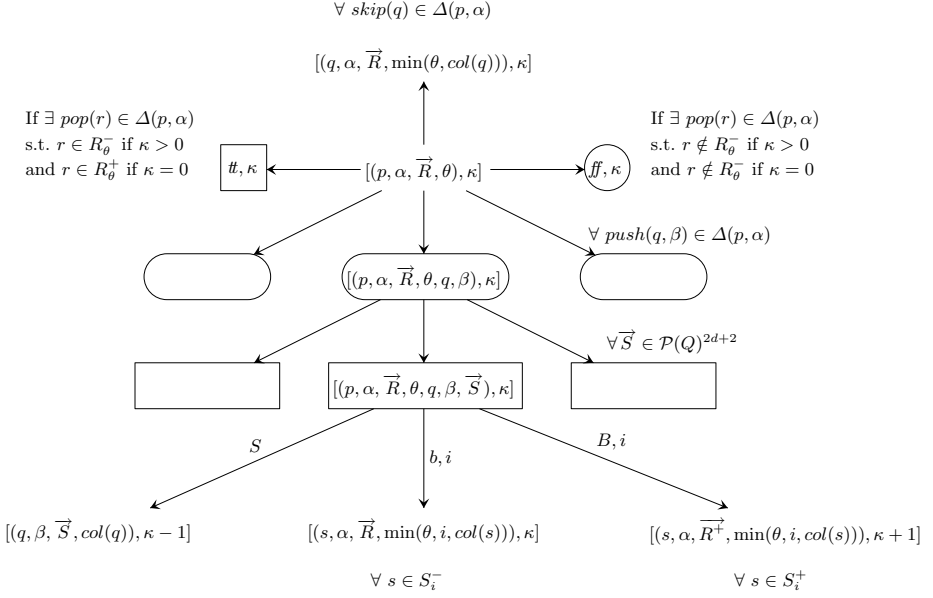 ∀ skip(q) ∈ Δ(p, α)
[(q, α, R⃗, min(θ, col(q))), κ]
If ∃ pop(r) ∈ Δ(p, α)
s.t. r ∈ R_θ^− if κ > 0
and r ∈ R_θ^+ if κ = 0
tt, κ
[(p, α, R⃗, θ), κ]
ff, κ
If ∃ pop(r) ∈ Δ(p, α)
s.t. r ∉ R_θ^− if κ > 0
and r ∉ R_θ^− if κ = 0
∀ push(q, β) ∈ Δ(p, α)
[(p, α, R⃗, θ, q, β), κ]
∀S⃗ ∈ 𝒫(Q)^{2d+2}
[(p, α, R⃗, θ, q, β, S⃗), κ]
S
b, i
B, i
[(q, β, S⃗, col(q)), κ − 1]
[(s, α, R⃗, min(θ, i, col(s))), κ]
[(s, α, R⃗^+, min(θ, i, col(s))), κ + 1]
∀ s ∈ S_i^−
∀ s ∈ S_i^+